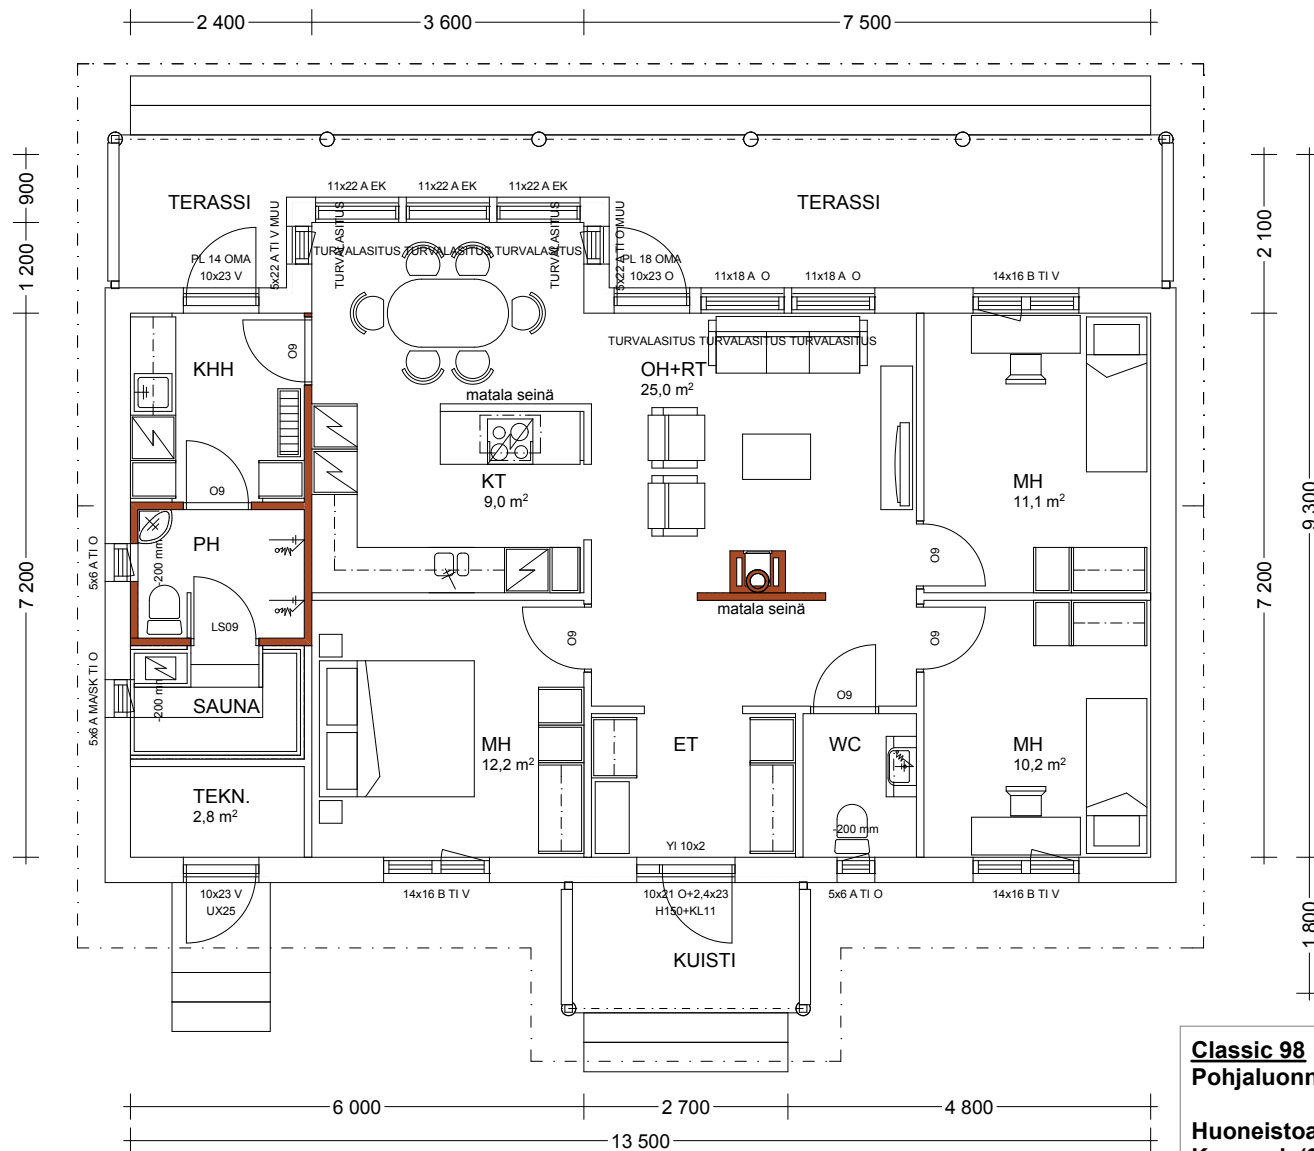 2 400
3 600
7 500
900
1 200
7 200
2 100
7 200
9 300
1 800
TERASSI
TERASSI
11x22 A EK
11x22 A EK
11x22 A EK
5x22 A TI V MUU
TURVALASITUS
TURVALASITUS TURVALASITUS TURVALASITUS
TURVALASITUS
5x22 A TI O MUU
PL 14 OMA
10x23 V
PL 18 OMA
10x23 O
11x18 A O
11x18 A O
14x16 B TI V
TURVALASITUS TURVALASITUS TURVALASITUS
KHH
O9
OH+RT
25,0 m²
matala seinä
KT
9,0 m²
MH
11,1 m²
O9
O9
PH
5x6 A TI O
-200 mm
LS09
matala seinä
O9
O9
O9
5x6 A MA/SK TI O
-200 mm
SAUNA
MH
12,2 m²
ET
WC
MH
10,2 m²
TEKN.
2,8 m²
-200 mm
YI 10x2
10x23 V
UX25
14x16 B TI V
10x21 O+2,4x23
H150+KL11
5x6 A TI O
14x16 B TI V
KUISTI
6 000
2 700
4 800
13 500
Classic 98
Pohjaluonn
Huoneistoa